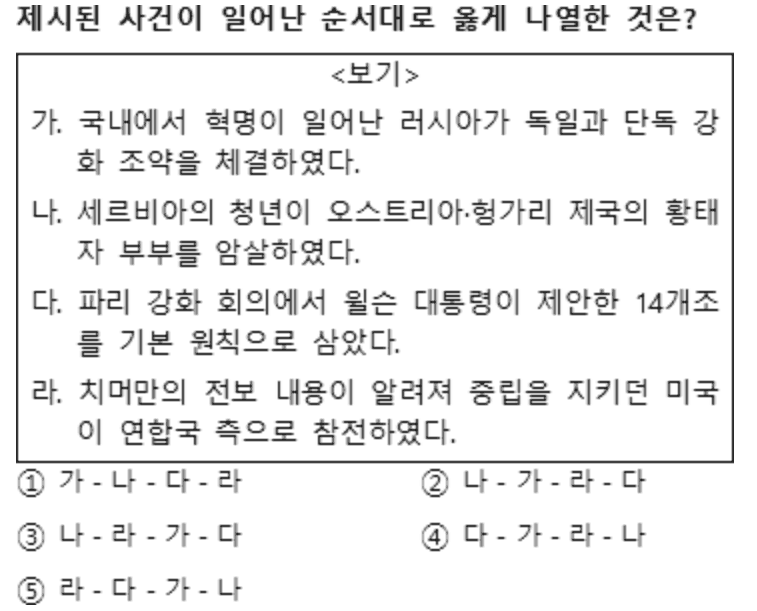 제시된 사건이 일어난 순서대로 옳게 나열한 것은?
<보기>
가. 국내에서 혁명이 일어난 러시아가 독일과 단독 강
화 조약을 체결하였다.
나. 세르비아의 청년이 오스트리아·헝가리 제국의 황태
자 부부를 암살하였다.
다. 파리 강화 회의에서 윌슨 대통령이 제안한 14개조
를 기본 원칙으로 삼았다.
라. 치머만의 전보 내용이 알려져 중립을 지키던 미국
이 연합국 측으로 참전하였다.
① 가 - 나 - 다 - 라 ② 나 - 가 - 라 - 다
③ 나 - 라 - 가 - 다 ④ 다 - 가 - 라 - 나
⑤ 라 - 다 - 가 - 나